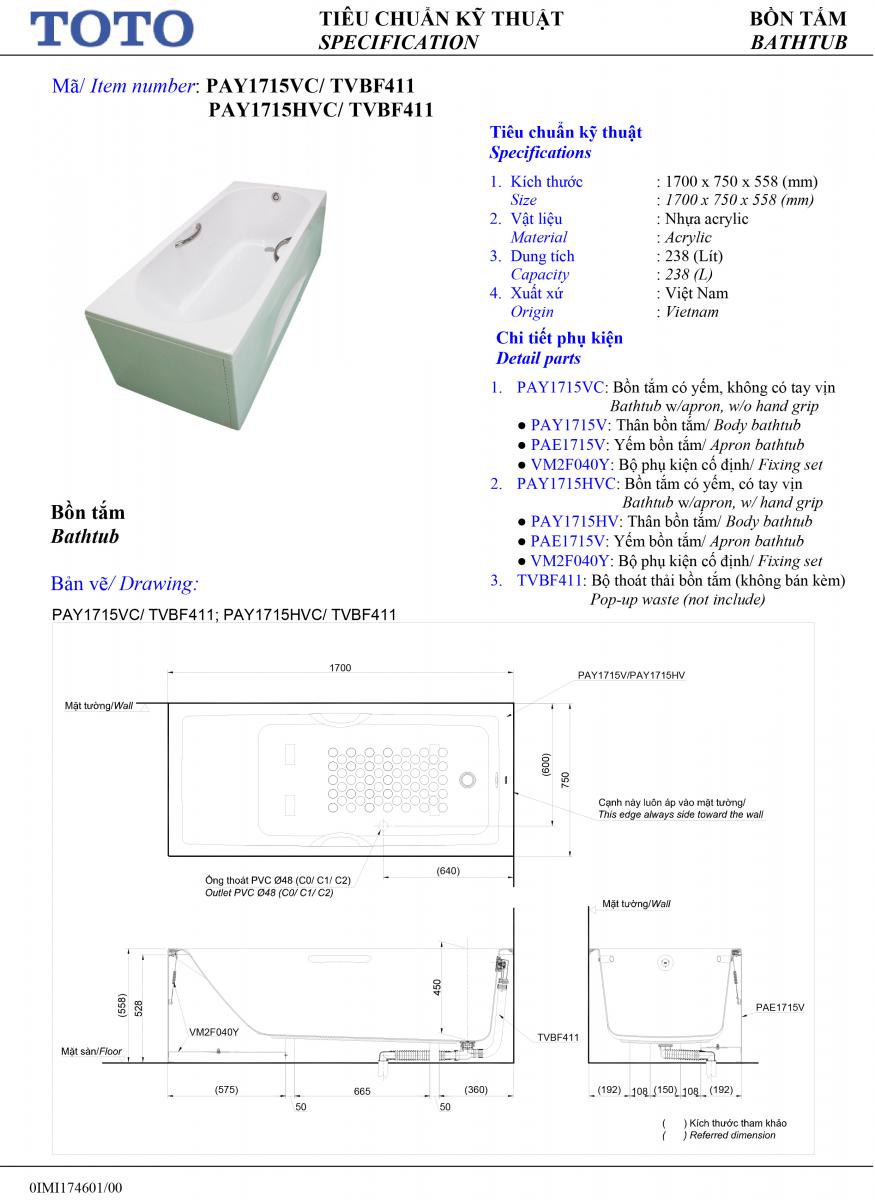 TOTO
TIÊU CHUẨN KỸ THUẬT
SPECIFICATION
BỒN TẮM
BATHTUB
Mã/ Item number: PAY1715VC/ TVBF411
PAY1715HVC/ TVBF411
Tiêu chuẩn kỹ thuật
Specifications
1. Kích thước : 1700 x 750 x 558 (mm)
Size : 1700 x 750 x 558 (mm)
2. Vật liệu : Nhựa acrylic
Material : Acrylic
3. Dung tích : 238 (Lít)
Capacity : 238 (L)
4. Xuất xứ : Việt Nam
Origin : Vietnam
Chi tiết phụ kiện
Detail parts
1. PAY1715VC: Bồn tắm có yếm, không có tay vịn
Bathtub w/apron, w/o hand grip
● PAY1715V: Thân bồn tắm/ Body bathtub
● PAE1715V: Yếm bồn tắm/ Apron bathtub
● VM2F040Y: Bộ phụ kiện cố định/ Fixing set
2. PAY1715HVC: Bồn tắm có yếm, có tay vịn
Bathtub w/apron, w/ hand grip
● PAY1715HV: Thân bồn tắm/ Body bathtub
● PAE1715V: Yếm bồn tắm/ Apron bathtub
● VM2F040Y: Bộ phụ kiện cố định/ Fixing set
3. TVBF411: Bộ thoát thải bồn tắm (không bán kèm)
Pop-up waste (not include)
Bồn tắm
Bathtub
Bản vẽ/ Drawing:
PAY1715VC/ TVBF411; PAY1715HVC/ TVBF411
1700
PAY1715V/PAY1715HV
Mặt tường/Wall
(600)
750
Cạnh này luôn áp vào mặt tường/
This edge always side toward the wall
(640)
Ống thoát PVC Ø48 (C0/ C1/ C2)
Outlet PVC Ø48 (C0/ C1/ C2)
Mặt tường/Wall
(558)
528
450
VM2F040Y
TVBF411
PAE1715V
Mặt sàn/Floor
(575)
50
665
50
(360)
(192)
108
(150)
108
(192)
( ) Kích thước tham khảo
( ) Referred dimension
0IMI174601/00